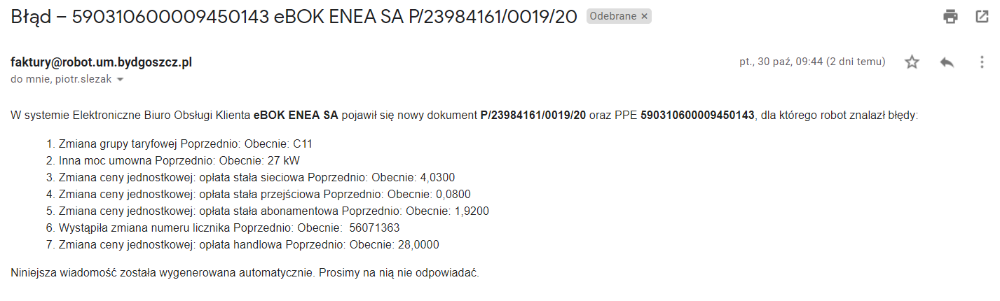 Błąd – 590310600009450143 eBOK ENEA SA P/23984161/0019/20 Odebrane ×
faktury@robot.um.bydgoszcz.pl pt., 30 paź, 09:44 (2 dni temu)
do mnie, piotr.slezak
W systemie Elektroniczne Biuro Obsługi Klienta eBOK ENEA SA pojawił się nowy dokument P/23984161/0019/20 oraz PPE 590310600009450143, dla którego robot znalazł błędy:
1. Zmiana grupy taryfowej Poprzednio: Obecnie: C11
2. Inna moc umowna Poprzednio: Obecnie: 27 kW
3. Zmiana ceny jednostkowej: opłata stała sieciowa Poprzednio: Obecnie: 4,0300
4. Zmiana ceny jednostkowej: opłata stała przejściowa Poprzednio: Obecnie: 0,0800
5. Zmiana ceny jednostkowej: opłata stała abonamentowa Poprzednio: Obecnie: 1,9200
6. Wystąpiła zmiana numeru licznika Poprzednio: Obecnie: 56071363
7. Zmiana ceny jednostkowej: opłata handlowa Poprzednio: Obecnie: 28,0000
Niniejsza wiadomość została wygenerowana automatycznie. Prosimy na nią nie odpowiadać.